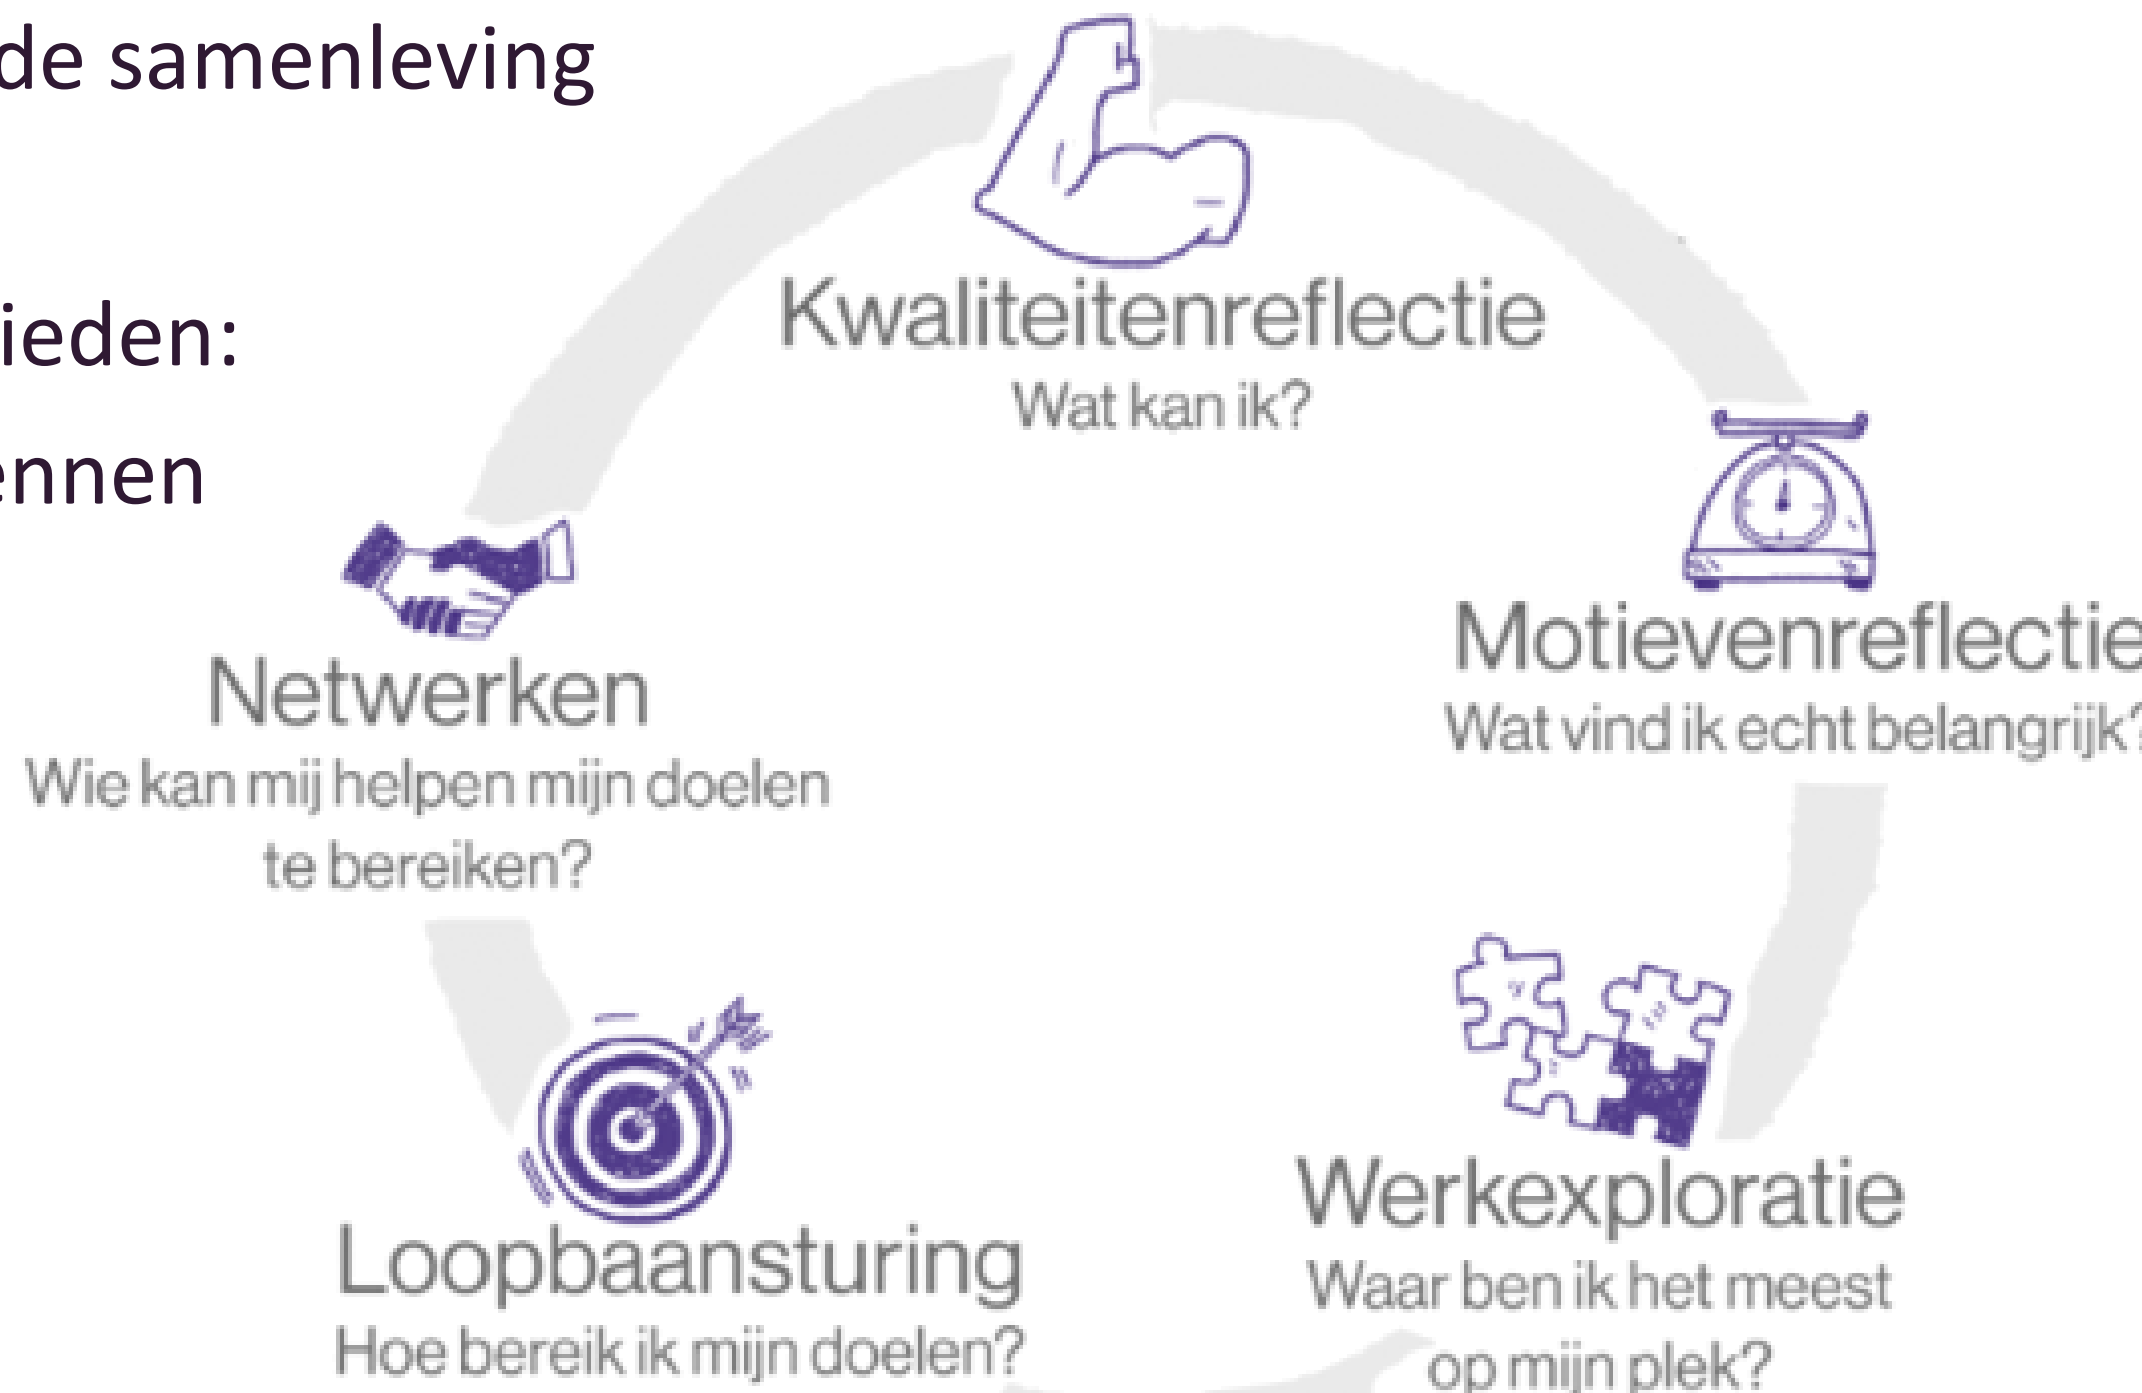 de samenleving
ieden:
ennen
Kwaliteitenreflectie
Wat kan ik?
Motievenreflectie
Wat vind ik echt belangrijk?
Netwerken
Wie kan mij helpen mijn doelen
te bereiken?
Werkexploratie
Waar ben ik het meest
op mijn plek?
Loopbaansturing
Hoe bereik ik mijn doelen?